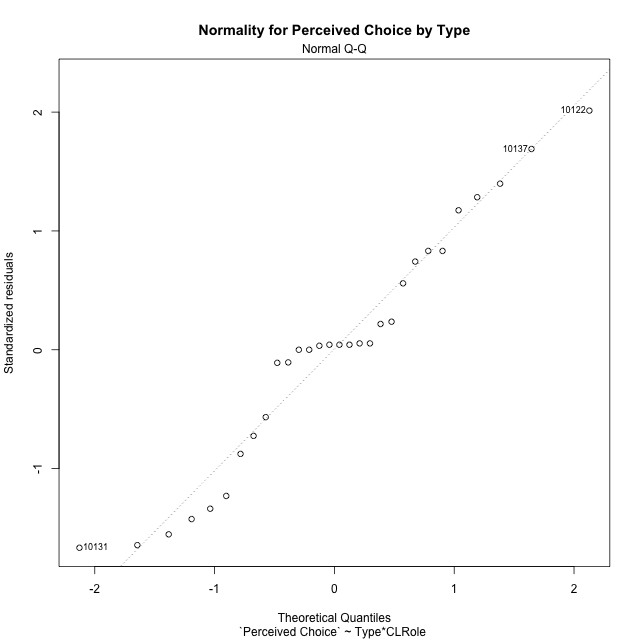 Normality for Perceived Choice by Type
Normal Q-Q
Standardized residuals
2
1
0
-1
10122
10137
10131
-2 -1 0 1 2
Theoretical Quantiles
`Perceived Choice` ~ Type*CLRole